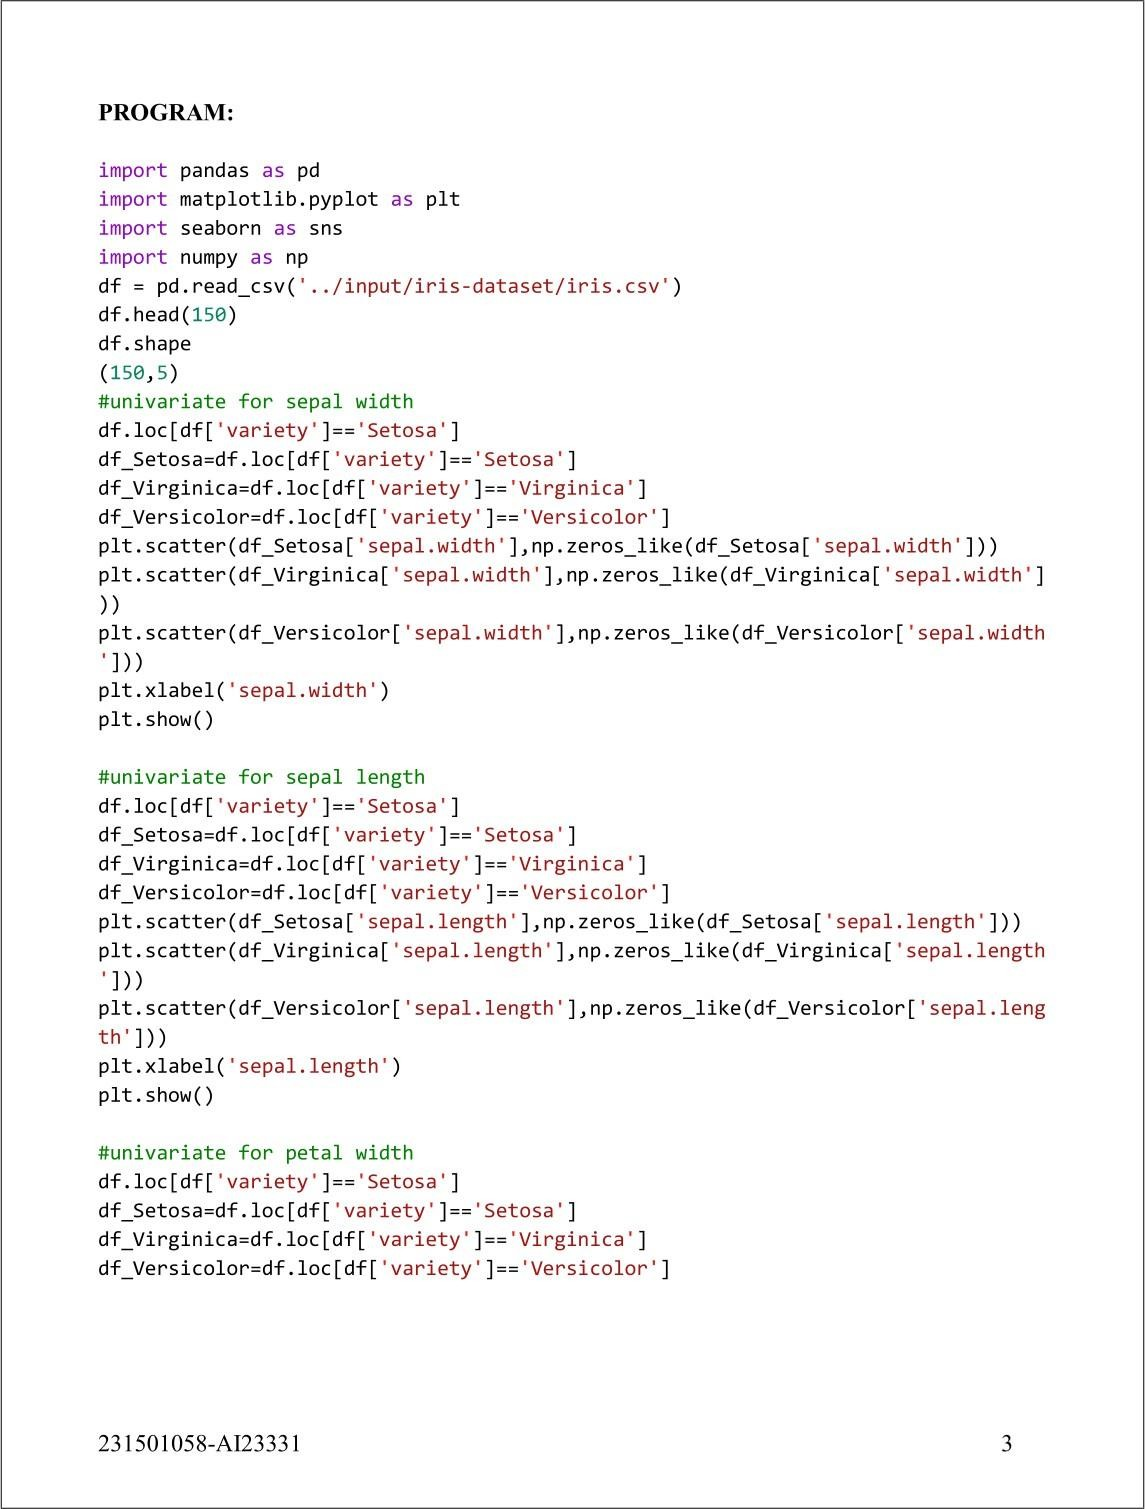 PROGRAM:
import pandas as pd
import matplotlib.pyplot as plt
import seaborn as sns
import numpy as np
df = pd.read_csv('../input/iris-dataset/iris.csv')
df.head(150)
df.shape
(150,5)
#univariate for sepal width
df.loc[df['variety']=='Setosa']
df_Setosa=df.loc[df['variety']=='Setosa']
df_Virginica=df.loc[df['variety']=='Virginica']
df_Versicolor=df.loc[df['variety']=='Versicolor']
plt.scatter(df_Setosa['sepal.width'],np.zeros_like(df_Setosa['sepal.width']))
plt.scatter(df_Virginica['sepal.width'],np.zeros_like(df_Virginica['sepal.width']
))
plt.scatter(df_Versicolor['sepal.width'],np.zeros_like(df_Versicolor['sepal.width
']))
plt.xlabel('sepal.width')
plt.show()
#univariate for sepal length
df.loc[df['variety']=='Setosa']
df_Setosa=df.loc[df['variety']=='Setosa']
df_Virginica=df.loc[df['variety']=='Virginica']
df_Versicolor=df.loc[df['variety']=='Versicolor']
plt.scatter(df_Setosa['sepal.length'],np.zeros_like(df_Setosa['sepal.length']))
plt.scatter(df_Virginica['sepal.length'],np.zeros_like(df_Virginica['sepal.length
']))
plt.scatter(df_Versicolor['sepal.length'],np.zeros_like(df_Versicolor['sepal.leng
th']))
plt.xlabel('sepal.length')
plt.show()
#univariate for petal width
df.loc[df['variety']=='Setosa']
df_Setosa=df.loc[df['variety']=='Setosa']
df_Virginica=df.loc[df['variety']=='Virginica']
df_Versicolor=df.loc[df['variety']=='Versicolor']
231501058-AI23331 3